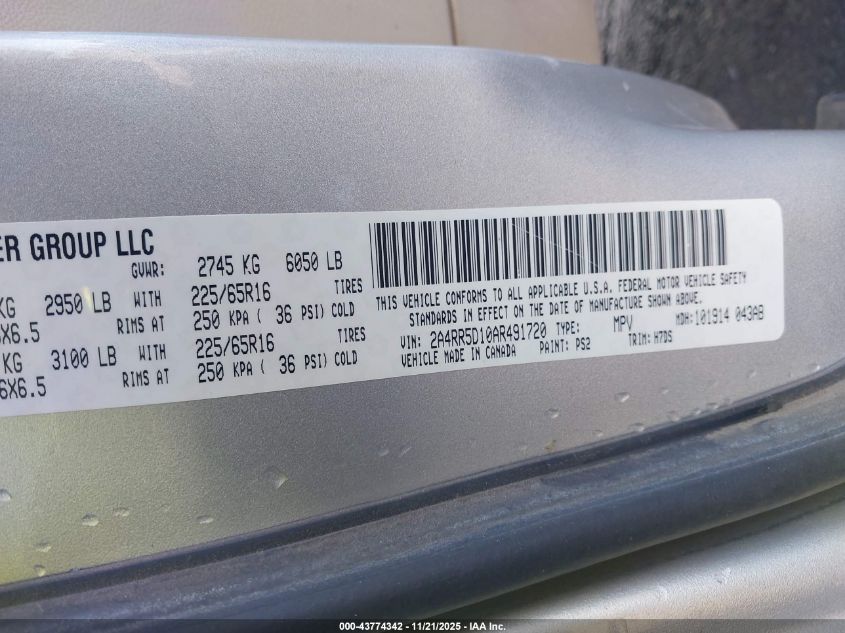 ER GROUP LLC
GVWR: 2745 KG 6050 LB
KG 2950 LB WITH 225/65R16 TIRES
X6.5 RIMS AT 250 KPA ( 36 PSI) COLD
KG 3100 LB WITH 225/65R16 TIRES
6X6.5 RIMS AT 250 KPA ( 36 PSI) COLD
THIS VEHICLE CONFORMS TO ALL APPLICABLE U.S.A. FEDERAL MOTOR VEHICLE SAFETY
STANDARDS IN EFFECT ON THE DATE OF MANUFACTURE SHOWN ABOVE.
VIN: 2A4RR5D10AR491720 TYPE: MPV MDH: 101914 043AB
VEHICLE MADE IN CANADA PAINT: PS2 TRIM: H7DS
000-43774342 | 11/21/2025 | IAA Inc.